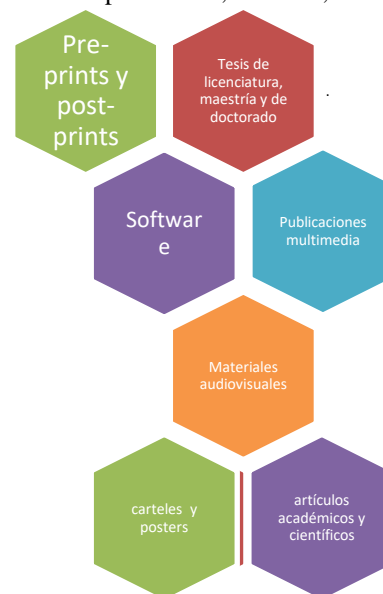 Pre-
prints y
post-
prints
Tesis de
licenciatura,
maestría y de
doctorado
.
Softwar
e
Publicaciones
multimedia
Materiales
audiovisuales
carteles y
posters
artículos
académicos y
científicos